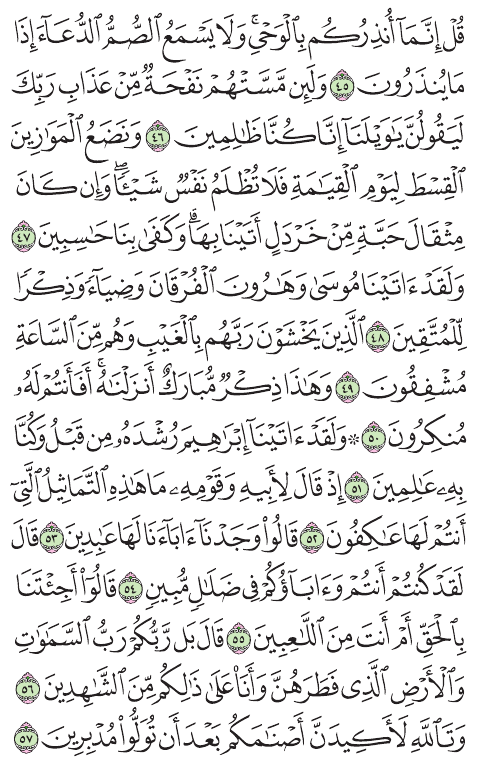 قُلْ إِنَّمَآ أُنذِرُكُم بِٱلْوَحْىِۚ وَلَا يَسْمَعُ ٱلصُّمُّ ٱلدُّعَآءَ إِذَا
مَا يُنذَرُونَ ٤٥ وَلَئِن مَّسَّتْهُمْ نَفْحَةٌ مِّنْ عَذَابِ رَبِّكَ
لَيَقُولُنَّ يَٰوَيْلَنَآ إِنَّا كُنَّا ظَٰلِمِينَ ٤٦ وَنَضَعُ ٱلْمَوَٰزِينَ
ٱلْقِسْطَ لِيَوْمِ ٱلْقِيَٰمَةِ فَلَا تُظْلَمُ نَفْسٌ شَيْـًٔاۖ وَإِن كَانَ
مِثْقَالَ حَبَّةٍ مِّنْ خَرْدَلٍ أَتَيْنَا بِهَاۗ وَكَفَىٰ بِنَا حَٰسِبِينَ ٤٧
وَلَقَدْ ءَاتَيْنَا مُوسَىٰ وَهَٰرُونَ ٱلْفُرْقَانَ وَضِيَآءً وَذِكْرًا
لِّلْمُتَّقِينَ ٤٨ ٱلَّذِينَ يَخْشَوْنَ رَبَّهُم بِٱلْغَيْبِ وَهُم مِّنَ ٱلسَّاعَةِ
مُشْفِقُونَ ٤٩ وَهَٰذَا ذِكْرٌ مُّبَارَكٌ أَنزَلْنَٰهُۚ أَفَأَنتُمْ لَهُۥ
مُنكِرُونَ ٥٠ ۞ وَلَقَدْ ءَاتَيْنَآ إِبْرَٰهِيمَ رُشْدَهُۥ مِن قَبْلُ وَكُنَّا
بِهِۦ عَٰلِمِينَ ٥١ إِذْ قَالَ لِأَبِيهِ وَقَوْمِهِۦ مَا هَٰذِهِ ٱلتَّمَاثِيلُ ٱلَّتِىٓ
أَنتُمْ لَهَا عَٰكِفُونَ ٥٢ قَالُوا۟ وَجَدْنَآ ءَابَآءَنَا لَهَا عَٰبِدِينَ ٥٣ قَالَ
لَقَدْ كُنتُمْ أَنتُمْ وَءَابَآؤُكُمْ فِى ضَلَٰلٍ مُّبِينٍ ٥٤ قَالُوٓا۟ أَجِئْتَنَا
بِٱلْحَقِّ أَمْ أَنتَ مِنَ ٱللَّٰعِبِينَ ٥٥ قَالَ بَل رَّبُّكُمْ رَبُّ ٱلسَّمَٰوَٰتِ
وَٱلْأَرْضِ ٱلَّذِى فَطَرَهُنَّ وَأَنَا۠ عَلَىٰ ذَٰلِكُم مِّنَ ٱلشَّٰهِدِينَ ٥٦
وَتَٱللَّهِ لَأَكِيدَنَّ أَصْنَٰمَكُم بَعْدَ أَن تُوَلُّوا۟ مُدْبِرِينَ ٥٧